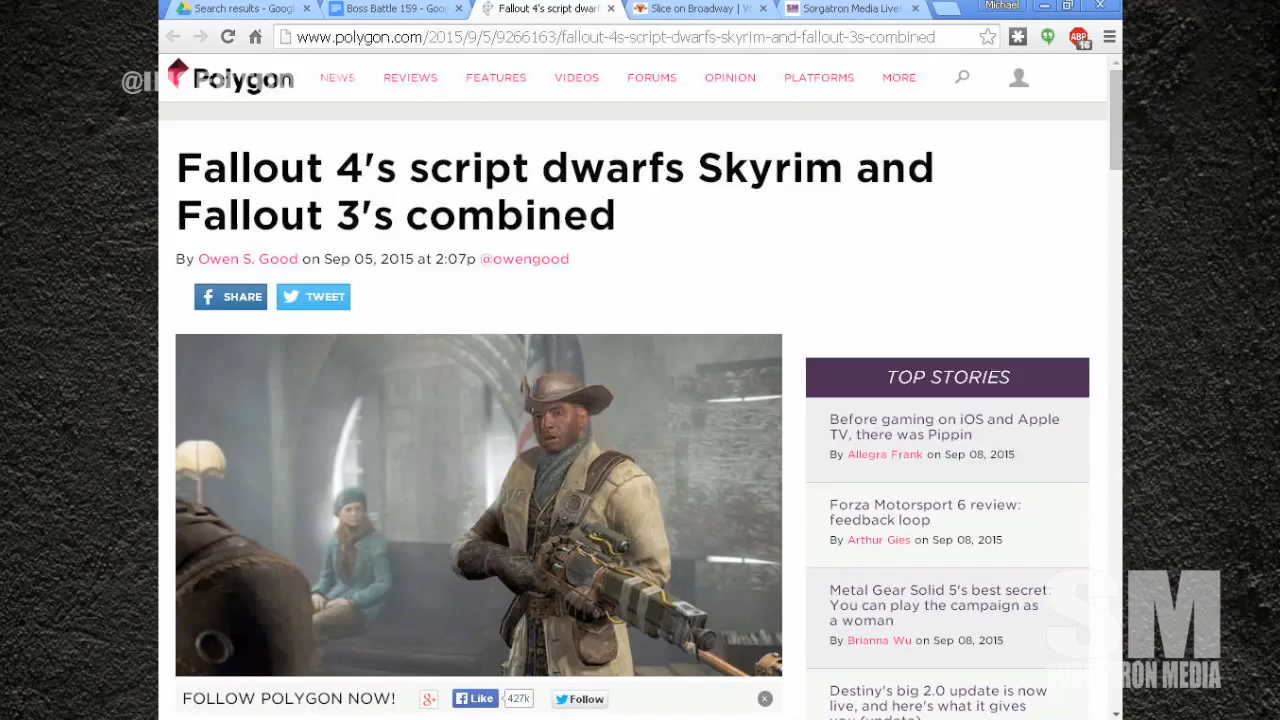 Search results - Googl
Boss Battle 159 - Goo
Fallout 4's script dwarf
Slice on Broadway | Vo
Sorgatron Media Live!
Michael
www.polygon.com/2015/9/5/9266163/fallout-4s-script-dwarfs-skyrim-and-fallout-3s-combined
ABP
16
Polygon
NEWS
REVIEWS
FEATURES
VIDEOS
FORUMS
OPINION
PLATFORMS
MORE
Fallout 4's script dwarfs Skyrim and
Fallout 3's combined
By Owen S. Good on Sep 05, 2015 at 2:07p @owengood
SHARE
TWEET
TOP STORIES
Before gaming on iOS and Apple
TV, there was Pippin
By Allegra Frank on Sep 08, 2015
Forza Motorsport 6 review:
feedback loop
By Arthur Gies on Sep 08, 2015
Metal Gear Solid 5's best secret:
You can play the campaign as
a woman
By Brianna Wu on Sep 08, 2015
Destiny's big 2.0 update is now
live, and here's what it gives
you (update)
FOLLOW POLYGON NOW!
Like
427k
Follow
SM
MEDIA